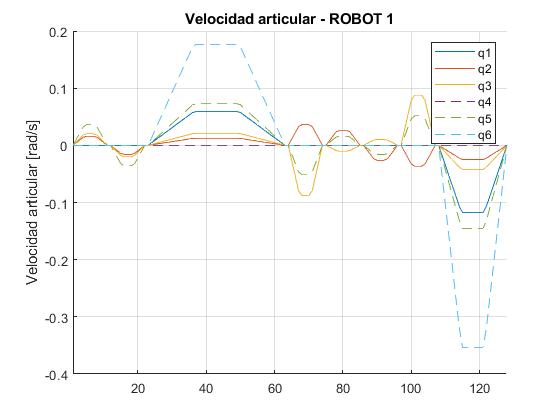 Velocidad articular - ROBOT 1
Velocidad articular [rad/s]
0.2
0.1
0
-0.1
-0.2
-0.3
-0.4
20 40 60 80 100 120
q1
q2
q3
q4
q5
q6